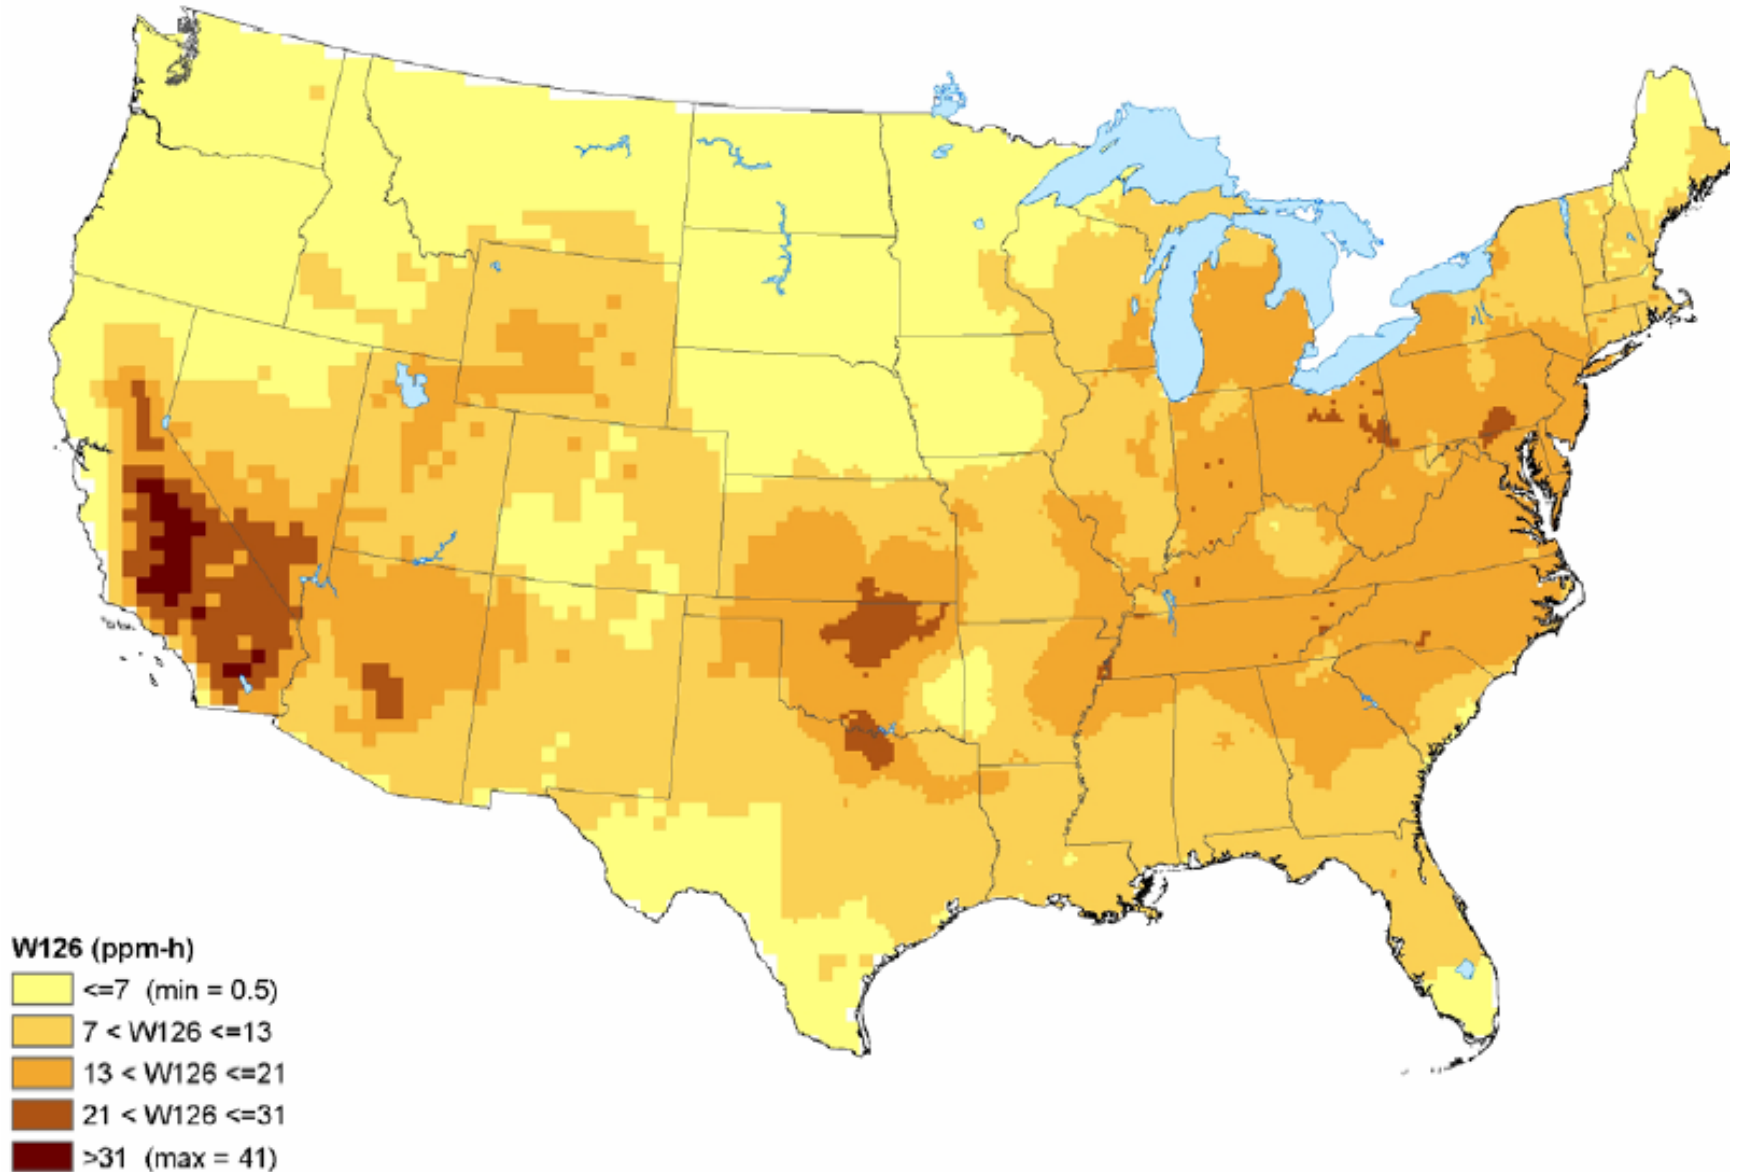 W126 (ppm-h)
<=7 (min = 0.5)
7 < W126 <=13
13 < W126 <=21
21 < W126 <=31
>31 (max = 41)